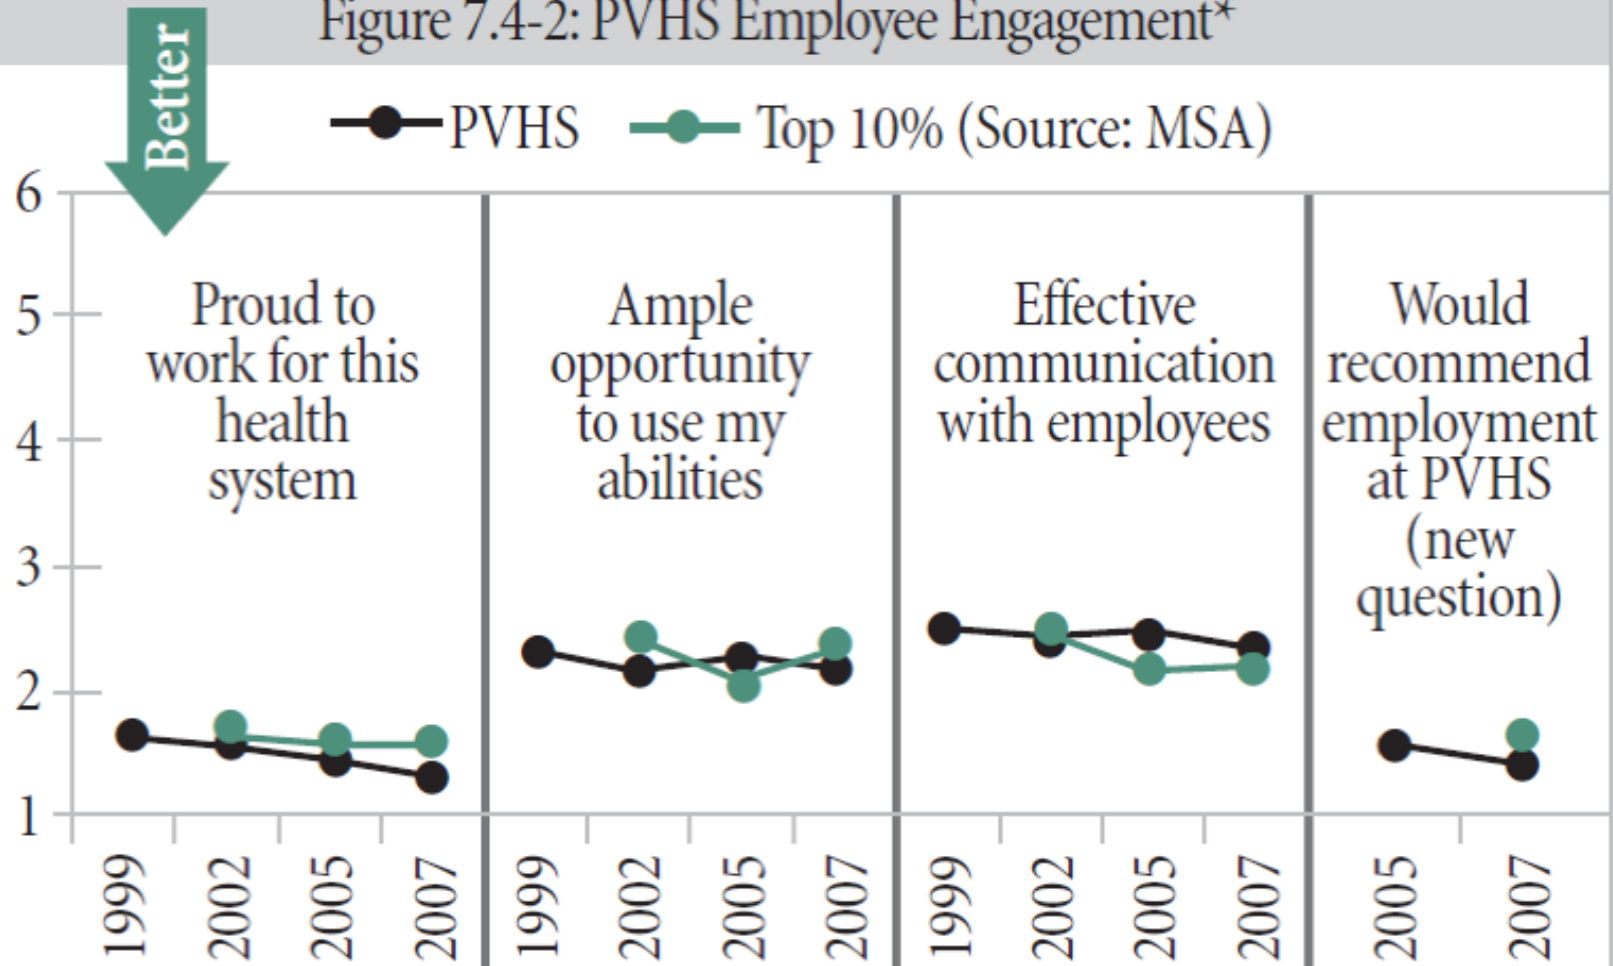 Figure 7.4-2: PVHS Employee Engagement*
Better
PVHS
Top 10% (Source: MSA)
6
5
4
3
2
1
Proud to
work for this
health
system
Ample
opportunity
to use my
abilities
Effective
communication
with employees
Would
recommend
employment
at PVHS
(new
question)
1999
2002
2005
2007
1999
2002
2005
2007
1999
2002
2005
2007
2005
2007